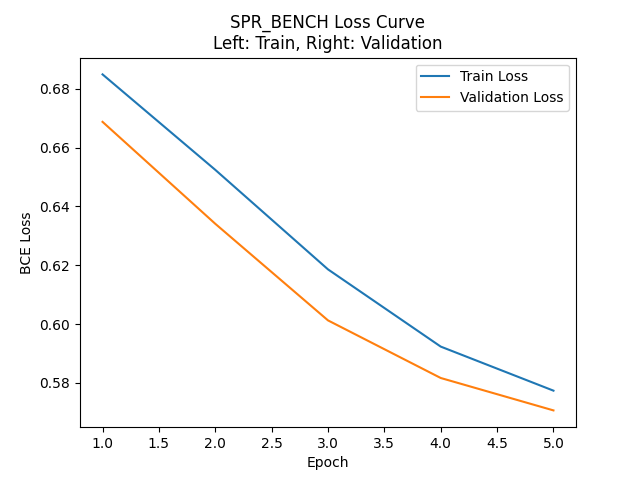 SPR_BENCH Loss Curve
Left: Train, Right: Validation
Train Loss
Validation Loss
BCE Loss
0.68
0.66
0.64
0.62
0.60
0.58
1.0 1.5 2.0 2.5 3.0 3.5 4.0 4.5 5.0
Epoch